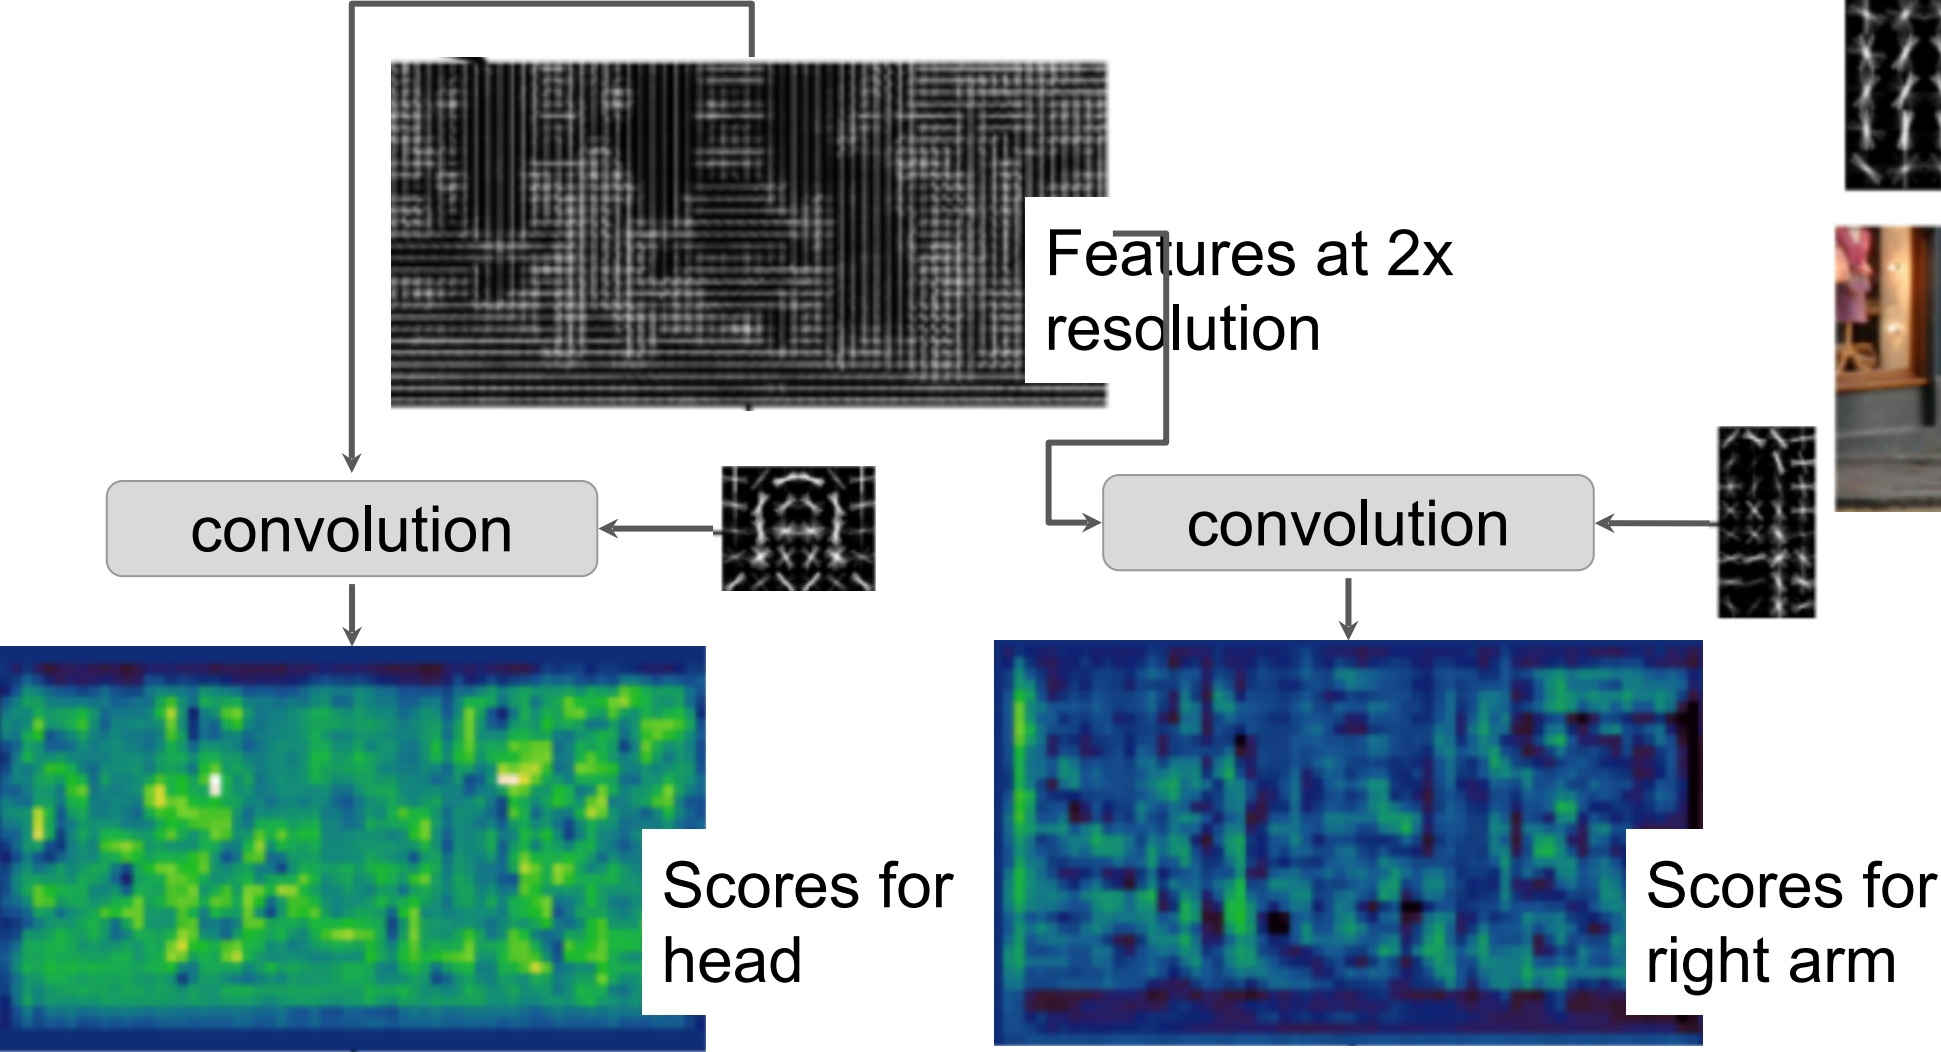 Features at 2x
resolution
convolution
convolution
Scores for
head
Scores for
right arm